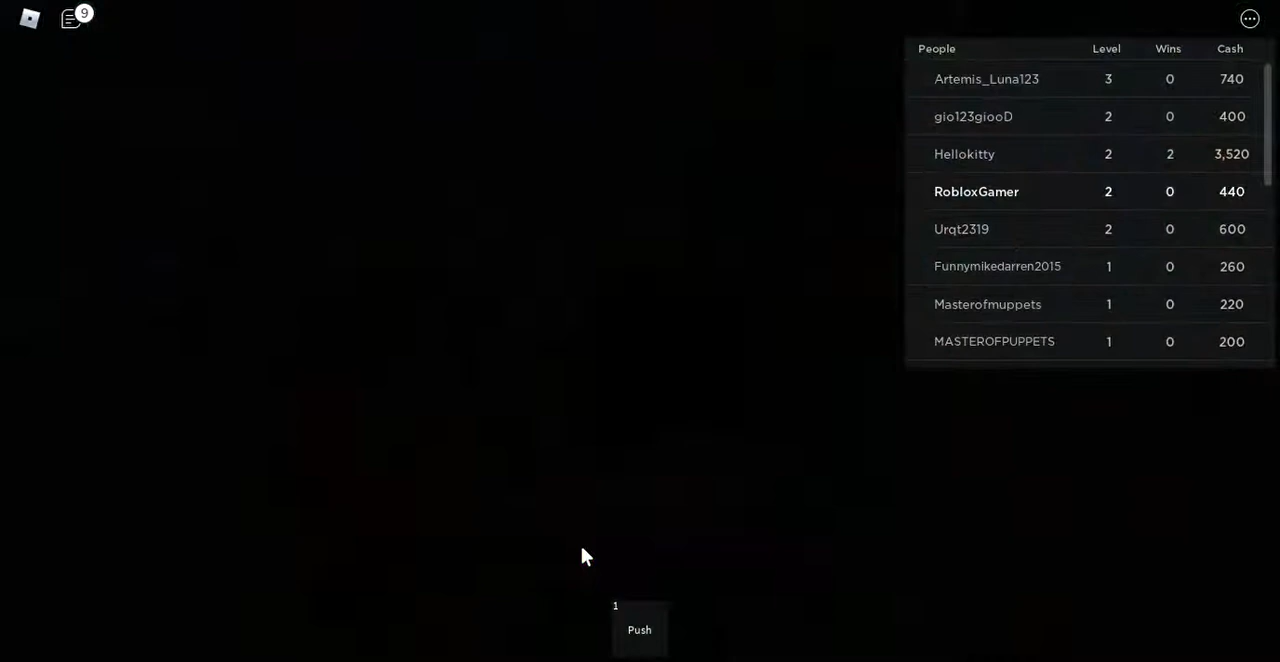 9
People Level Wins Cash
Artemis_Luna123 3 0 740
gio123giooD 2 0 400
Hellokitty 2 2 3,520
RobloxGamer 2 0 440
Urqt2319 2 0 600
Funnymikedarren2015 1 0 260
Masterofmuppets 1 0 220
MASTEROFPUPPETS 1 0 200
1
Push